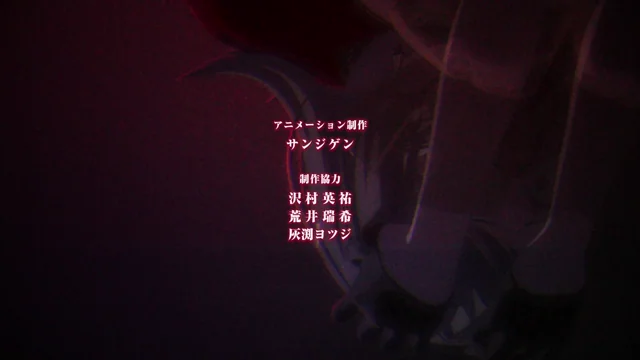 アニメーション制作
サンジゲン
制作協力
沢村英祐
荒井瑞希
灰渕ヨツジ